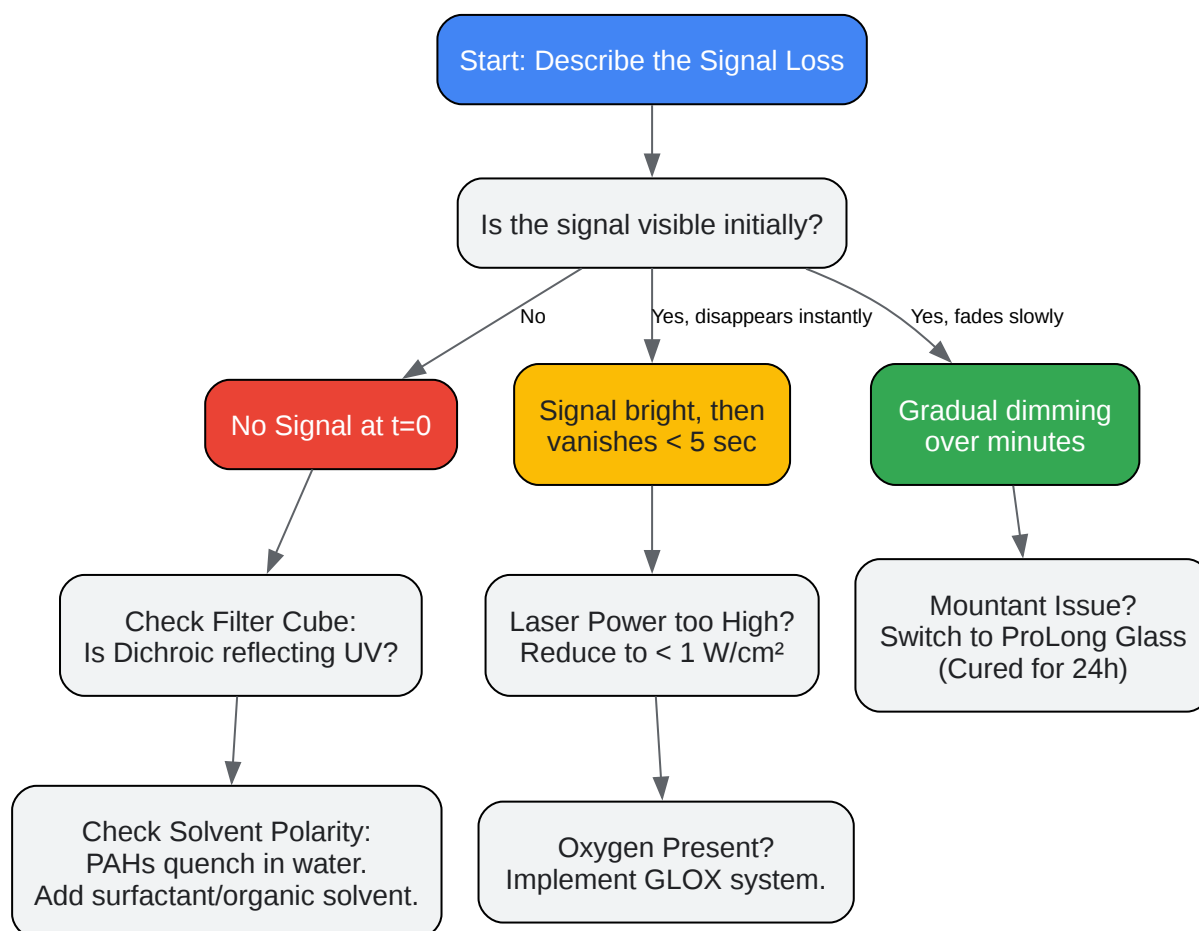 Start: Describe the Signal Loss
Is the signal visible initially?
No
Yes, disappears instantly
Yes, fades slowly
No Signal at t=0
Signal bright, then
vanishes < 5 sec
Gradual dimming
over minutes
Check Filter Cube:
Is Dichroic reflecting UV?
Laser Power too High?
Reduce to < 1 W/cm²
Mountant Issue?
Switch to ProLong Glass
(Cured for 24h)
Check Solvent Polarity:
PAHs quench in water.
Add surfactant/organic solvent.
Oxygen Present?
Implement GLOX system.